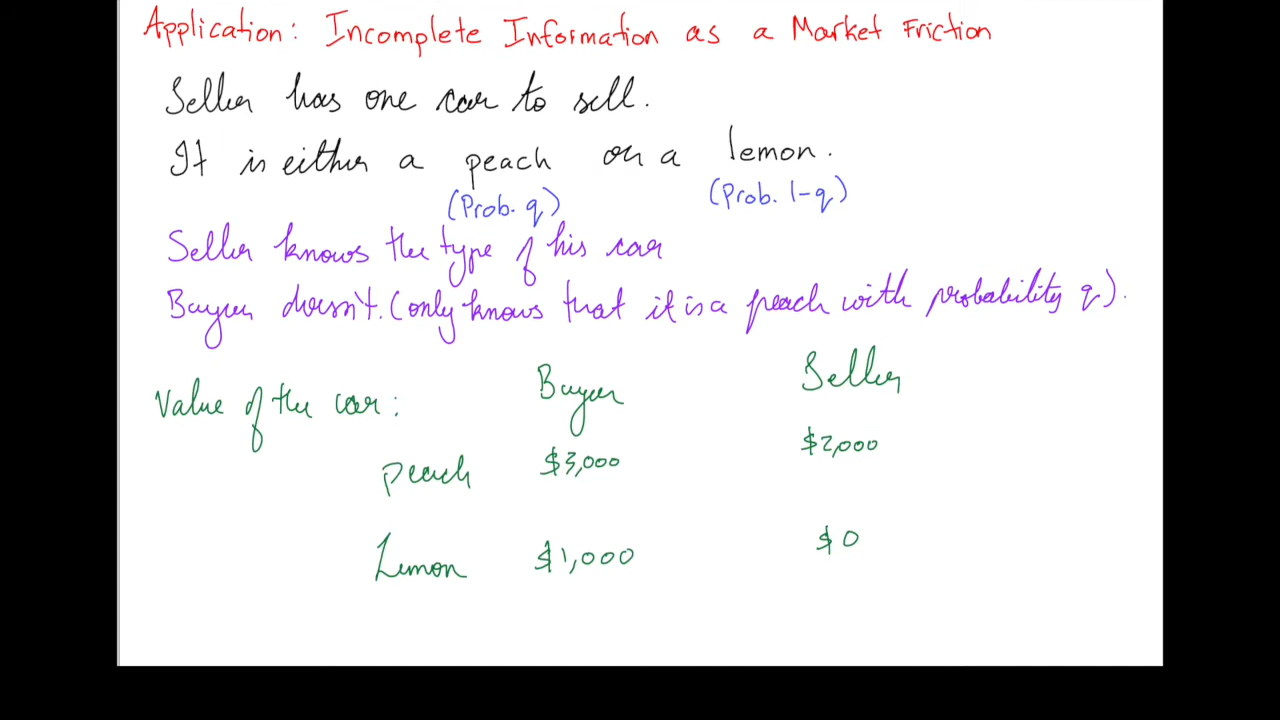 Application: Incomplete Information as a Market Friction
Seller has one car to sell.
It is either a peach or a lemon.
(Prob. q) (Prob. 1-q)
Seller knows the type of his car
Buyer doesn't. (only knows that it is a peach with probability q).
Value of the car: Buyer Seller
peach $3,000 $2,000
Lemon $1,000 $0